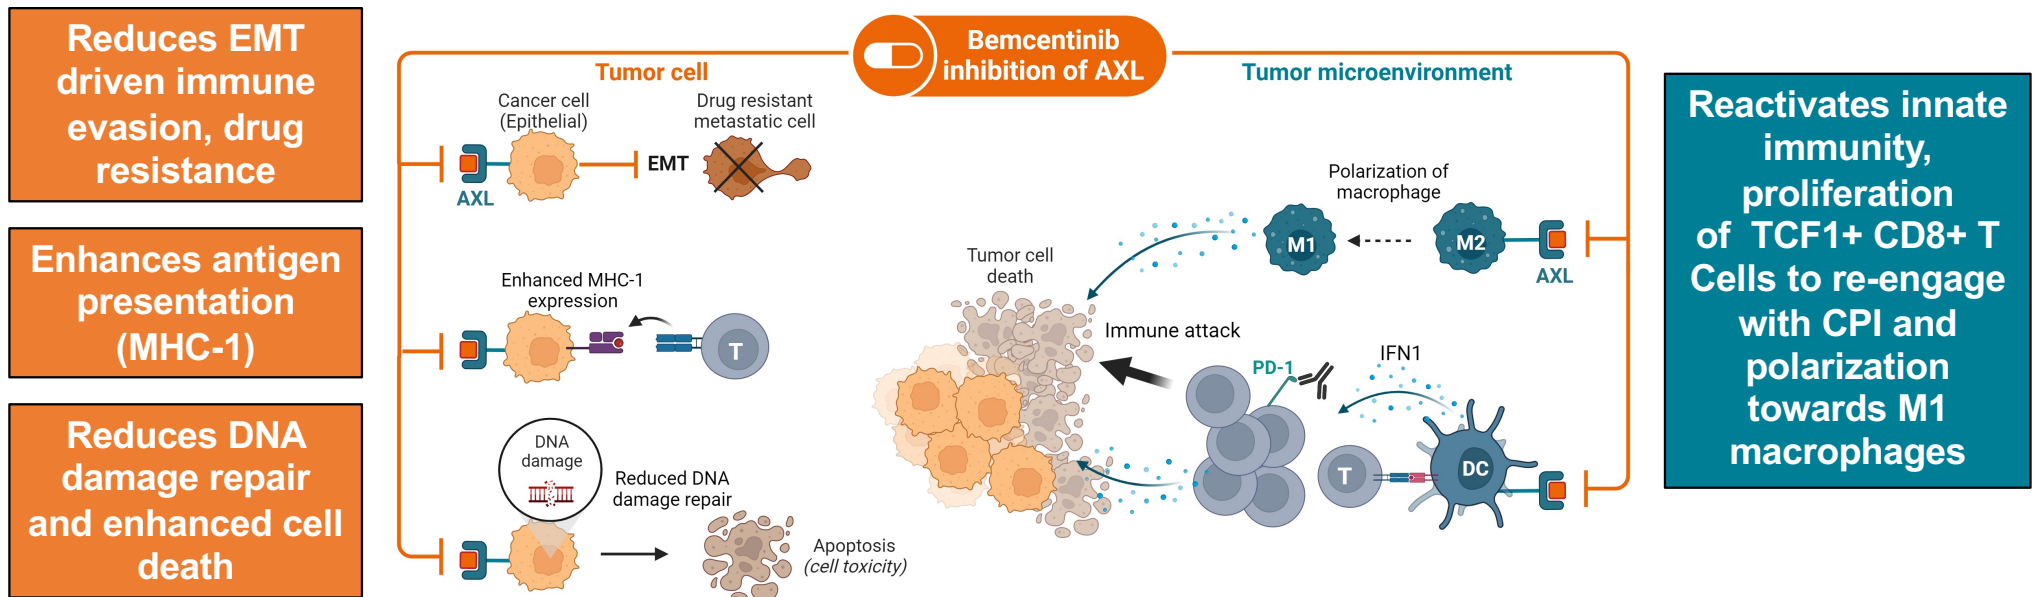 Reduces EMT
driven immune
evasion, drug
resistance
Enhances antigen
presentation
(MHC-1)
Reduces DNA
damage repair
and enhanced cell
death
Bemcentinib
inhibition of AXL
Tumor cell
Cancer cell
(Epithelial)
Drug resistant
metastatic cell
EMT
AXL
Enhanced MHC-1
expression
T
DNA
damage
Reduced DNA
damage repair
Apoptosis
(cell toxicity)
Tumor microenvironment
Polarization of
macrophage
M1
M2
AXL
Tumor cell
death
Immune attack
PD-1
IFN1
T
DC
Reactivates innate
immunity,
proliferation
of TCF1+ CD8+ T
Cells to re-engage
with CPI and
polarization
towards M1
macrophages